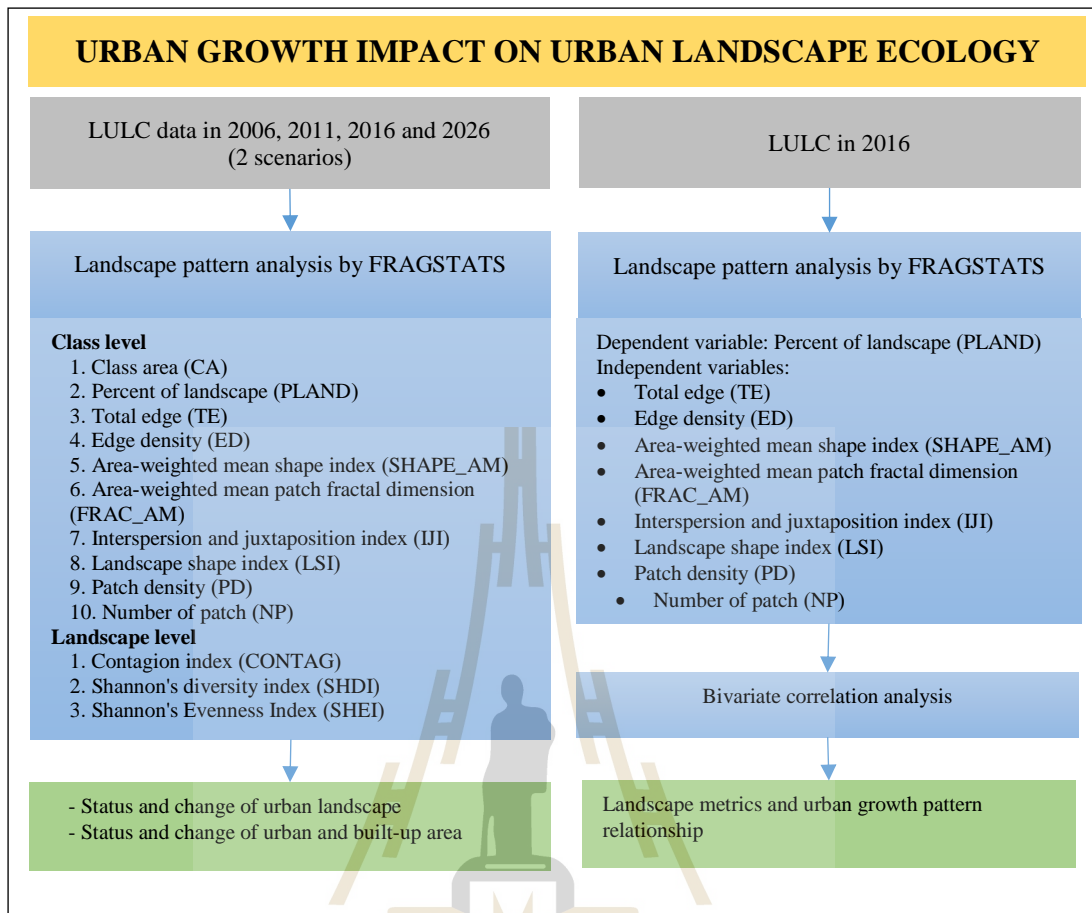 URBAN GROWTH IMPACT ON URBAN LANDSCAPE ECOLOGY
LULC data in 2006, 2011, 2016 and 2026
(2 scenarios)
Landscape pattern analysis by FRAGSTATS
Class level
1. Class area (CA)
2. Percent of landscape (PLAND)
3. Total edge (TE)
4. Edge density (ED)
5. Area-weighted mean shape index (SHAPE_AM)
6. Area-weighted mean patch fractal dimension
(FRAC_AM)
7. Interspersion and juxtaposition index (IJI)
8. Landscape shape index (LSI)
9. Patch density (PD)
10. Number of patch (NP)
Landscape level
1. Contagion index (CONTAG)
2. Shannon's diversity index (SHDI)
3. Shannon's Evenness Index (SHEI)
- Status and change of urban landscape
- Status and change of urban and built-up area
LULC in 2016
Landscape pattern analysis by FRAGSTATS
Dependent variable: Percent of landscape (PLAND)
Independent variables:
• Total edge (TE)
• Edge density (ED)
• Area-weighted mean shape index (SHAPE_AM)
• Area-weighted mean patch fractal dimension
(FRAC_AM)
• Interspersion and juxtaposition index (IJI)
• Landscape shape index (LSI)
• Patch density (PD)
• Number of patch (NP)
Bivariate correlation analysis
Landscape metrics and urban growth pattern
relationship